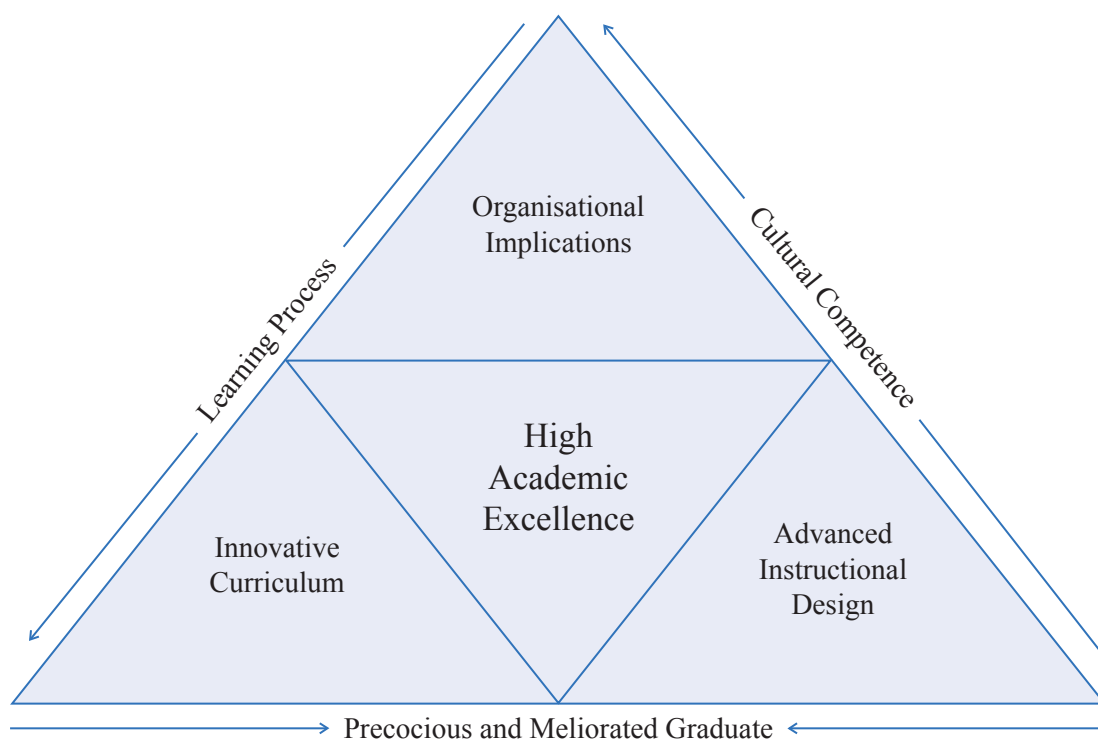 Organisational
Implications
Learning Process
Cultural Competence
High
Academic
Excellence
Innovative
Curriculum
Advanced
Instructional
Design
Precocious and Meliorated Graduate